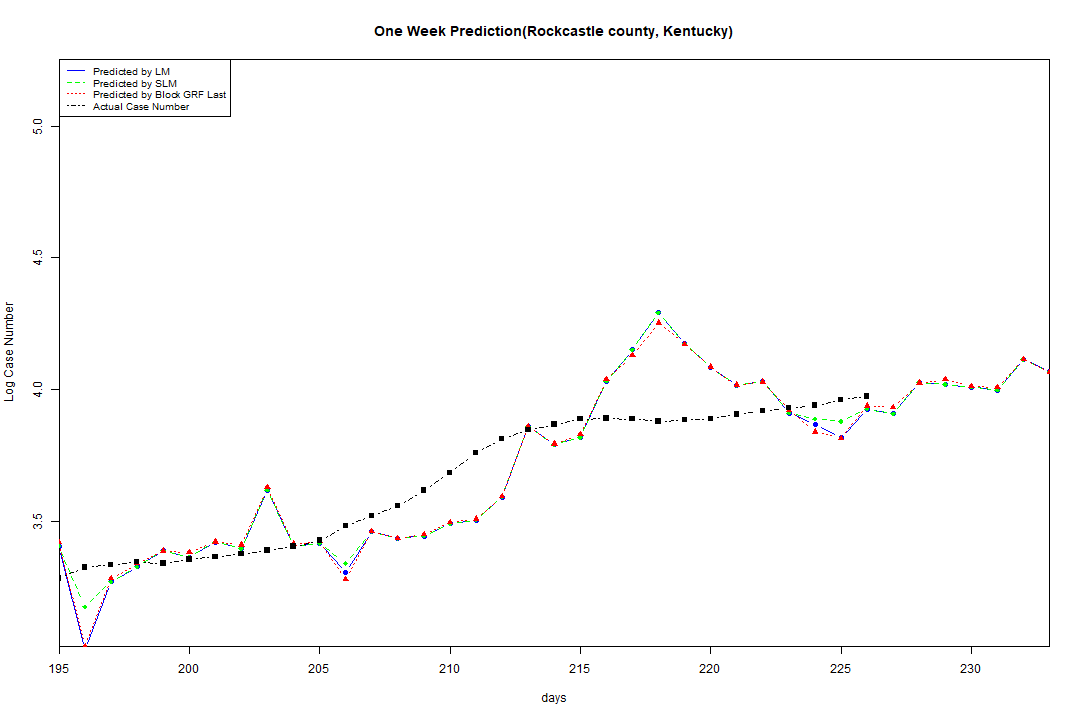 One Week Prediction(Rockcastle county, Kentucky)
Predicted by LM
Predicted by SLM
Predicted by Block GRF Last
Actual Case Number
5.0
4.5
4.0
3.5
Log Case Number
195 200 205 210 215 220 225 230
days